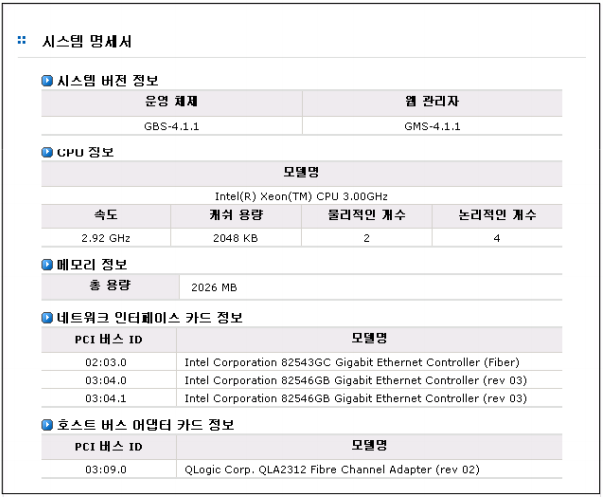 시스템 명세서
시스템 버전 정보
운영 체제 웹 관리자
GBS-4.1.1 GMS-4.1.1
CPU 정보
모델명
Intel(R) Xeon(TM) CPU 3.00GHz
속도 캐쉬 용량 물리적인 개수 논리적인 개수
2.92 GHz 2048 KB 2 4
메모리 정보
총 용량 2026 MB
네트워크 인터페이스 카드 정보
PCI 버스 ID 모델명
02:03.0 Intel Corporation 82543GC Gigabit Ethernet Controller (Fiber)
03:04.0 Intel Corporation 82546GB Gigabit Ethernet Controller (rev 03)
03:04.1 Intel Corporation 82546GB Gigabit Ethernet Controller (rev 03)
호스트 버스 어댑터 카드 정보
PCI 버스 ID 모델명
03:09.0 QLogic Corp. QLA2312 Fibre Channel Adapter (rev 02)